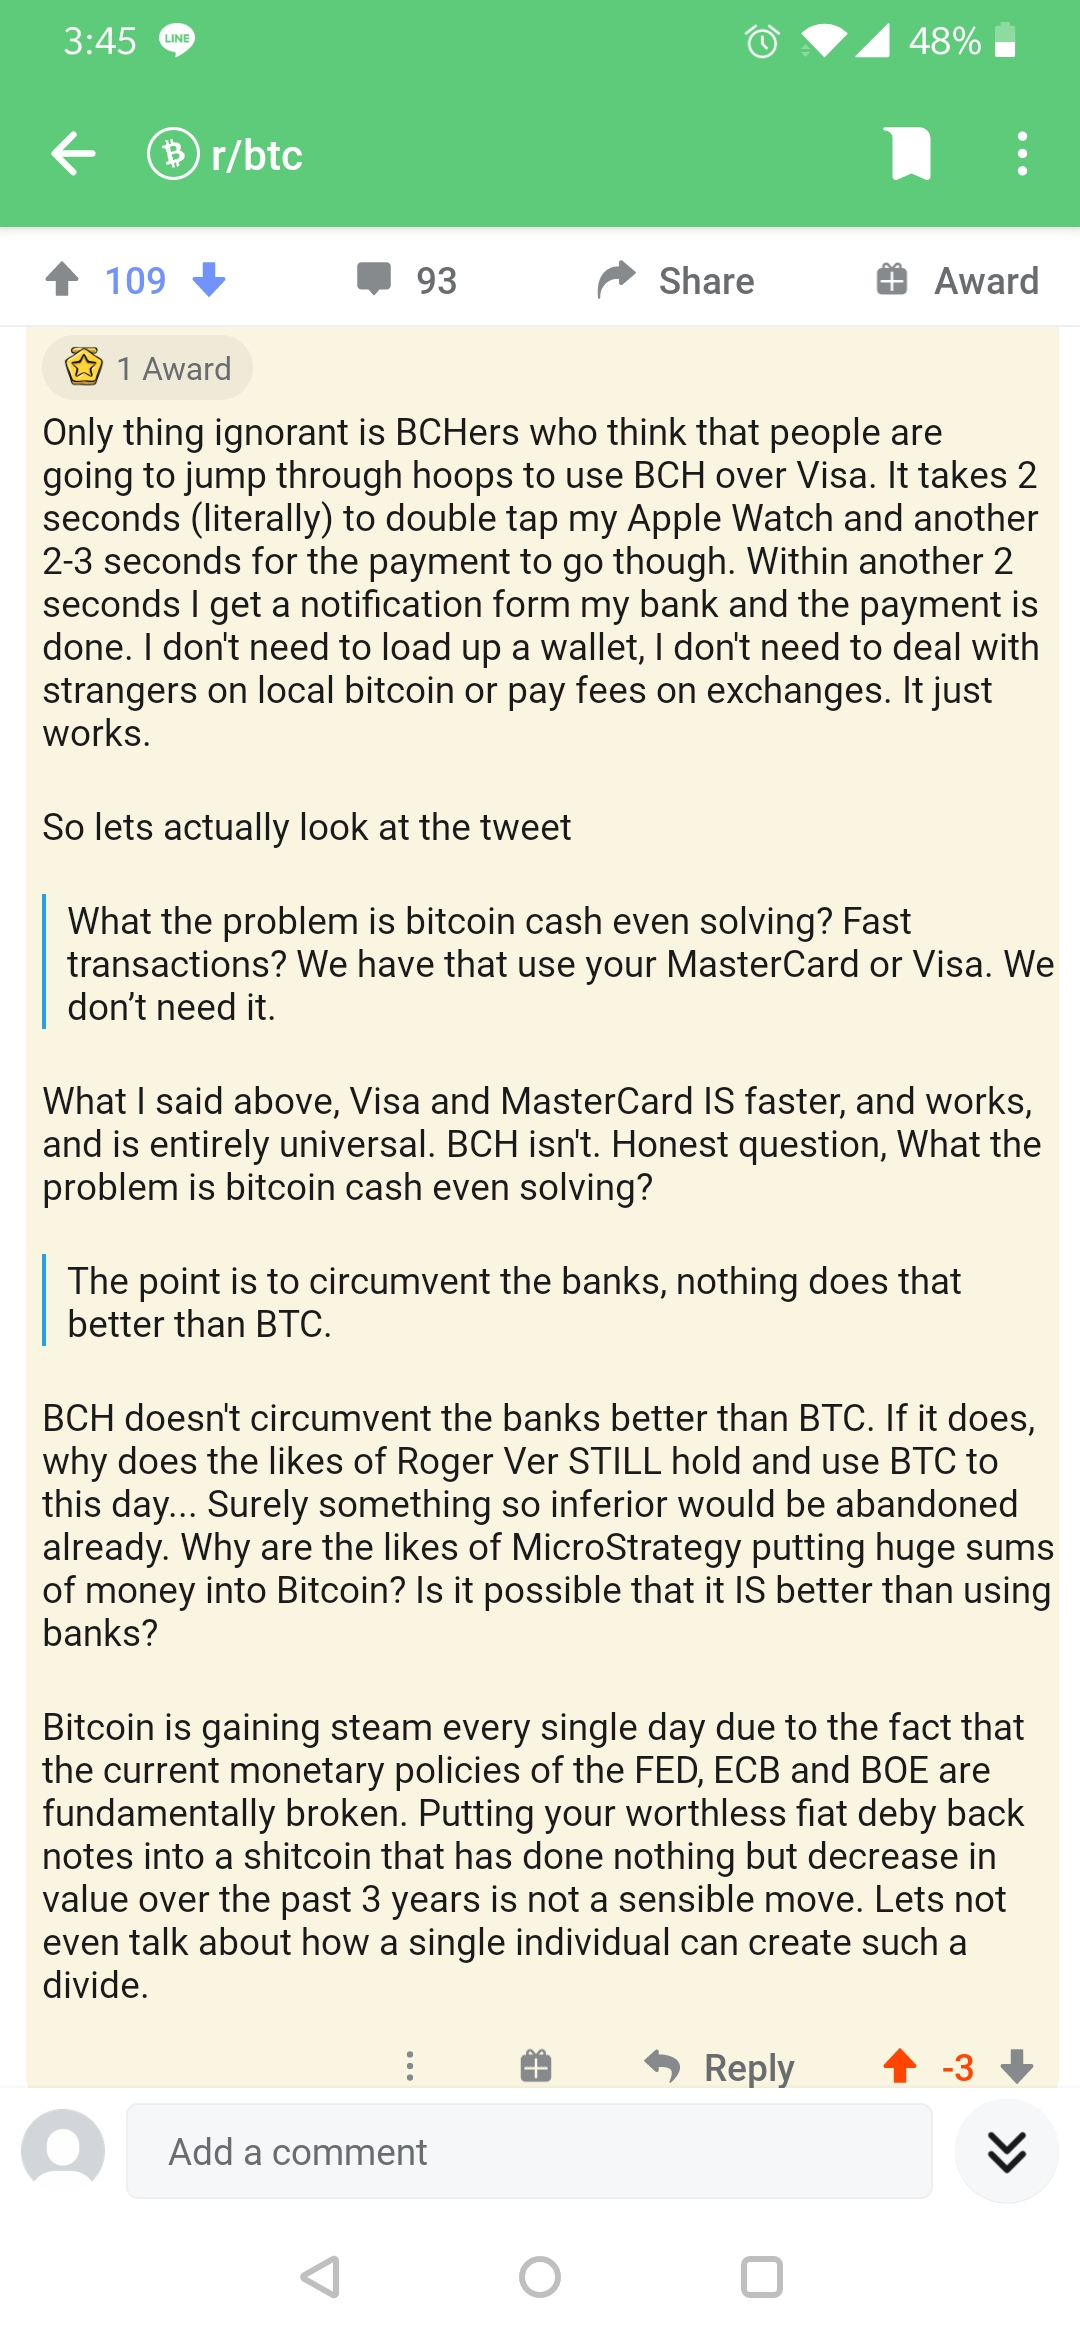 3:45 LINE 48%
r/btc
109 93 Share Award
1 Award
Only thing ignorant is BCHers who think that people are
going to jump through hoops to use BCH over Visa. It takes 2
seconds (literally) to double tap my Apple Watch and another
2-3 seconds for the payment to go though. Within another 2
seconds I get a notification form my bank and the payment is
done. I don't need to load up a wallet, I don't need to deal with
strangers on local bitcoin or pay fees on exchanges. It just
works.
So lets actually look at the tweet
What the problem is bitcoin cash even solving? Fast
transactions? We have that use your MasterCard or Visa. We
don’t need it.
What I said above, Visa and MasterCard IS faster, and works,
and is entirely universal. BCH isn't. Honest question, What the
problem is bitcoin cash even solving?
The point is to circumvent the banks, nothing does that
better than BTC.
BCH doesn't circumvent the banks better than BTC. If it does,
why does the likes of Roger Ver STILL hold and use BTC to
this day... Surely something so inferior would be abandoned
already. Why are the likes of MicroStrategy putting huge sums
of money into Bitcoin? Is it possible that it IS better than using
banks?
Bitcoin is gaining steam every single day due to the fact that
the current monetary policies of the FED, ECB and BOE are
fundamentally broken. Putting your worthless fiat deby back
notes into a shitcoin that has done nothing but decrease in
value over the past 3 years is not a sensible move. Lets not
even talk about how a single individual can create such a
divide.
Reply -3
Add a comment